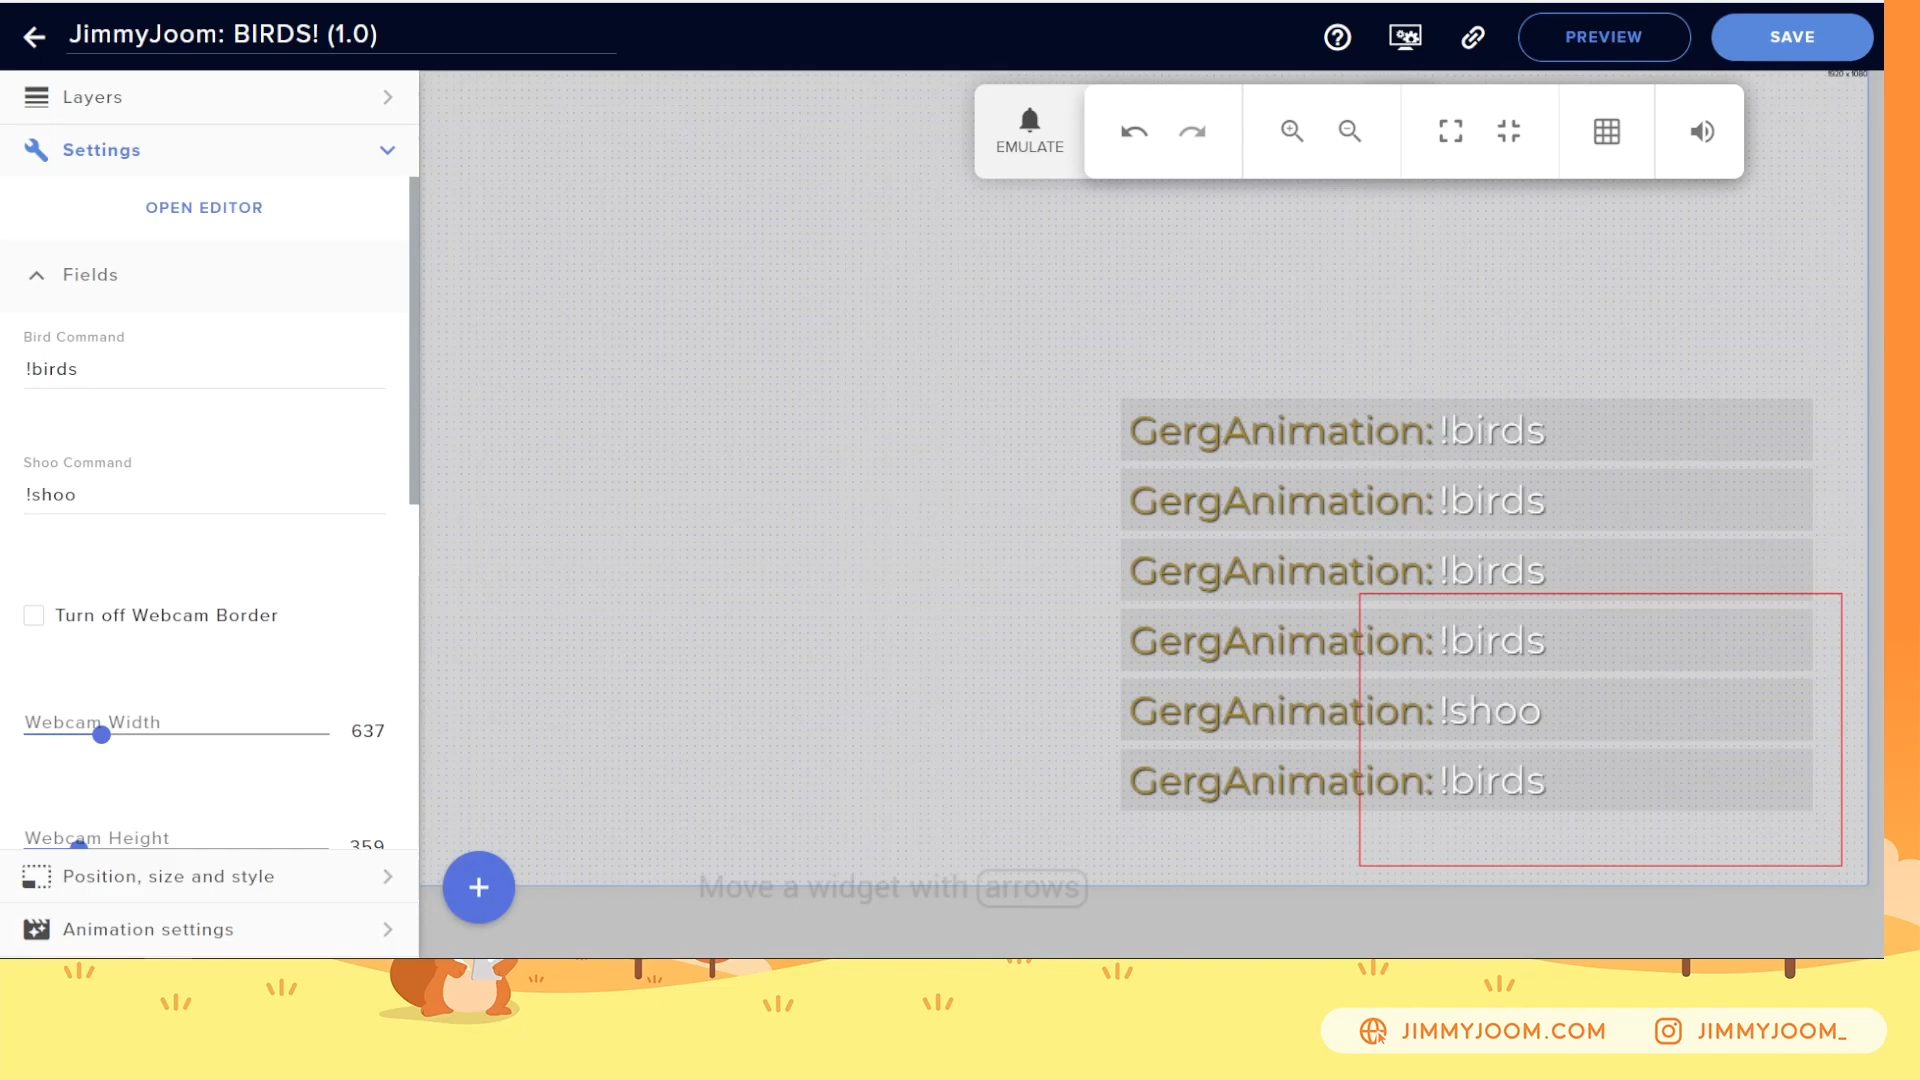 JimmyJoom: BIRDS! (1.0)
PREVIEW
SAVE
Layers
Settings
OPEN EDITOR
Fields
Bird Command
!birds
Shoo Command
!shoo
Turn off Webcam Border
Webcam Width
637
Webcam Height
359
Position, size and style
Animation settings
1920 x 1080
EMULATE
GergAnimation: !birds
GergAnimation: !birds
GergAnimation: !birds
GergAnimation: !birds
GergAnimation: !shoo
GergAnimation: !birds
Move a widget with arrows
JIMMYJOOM.COM
JIMMYJOOM_